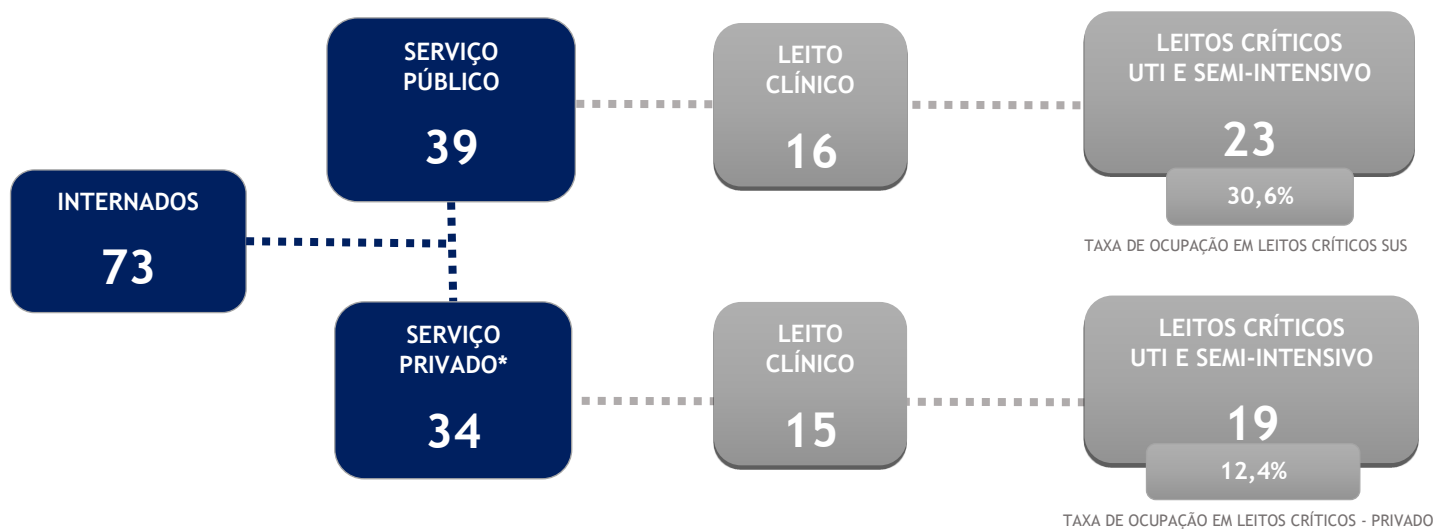 INTERNADOS
73
SERVIÇO
PÚBLICO
39
LEITO
CLÍNICO
16
LEITOS CRÍTICOS
UTI E SEMI-INTENSIVO
23
30,6%
TAXA DE OCUPAÇÃO EM LEITOS CRÍTICOS SUS
SERVIÇO
PRIVADO*
34
LEITO
CLÍNICO
15
LEITOS CRÍTICOS
UTI E SEMI-INTENSIVO
19
12,4%
TAXA DE OCUPAÇÃO EM LEITOS CRÍTICOS - PRIVADO